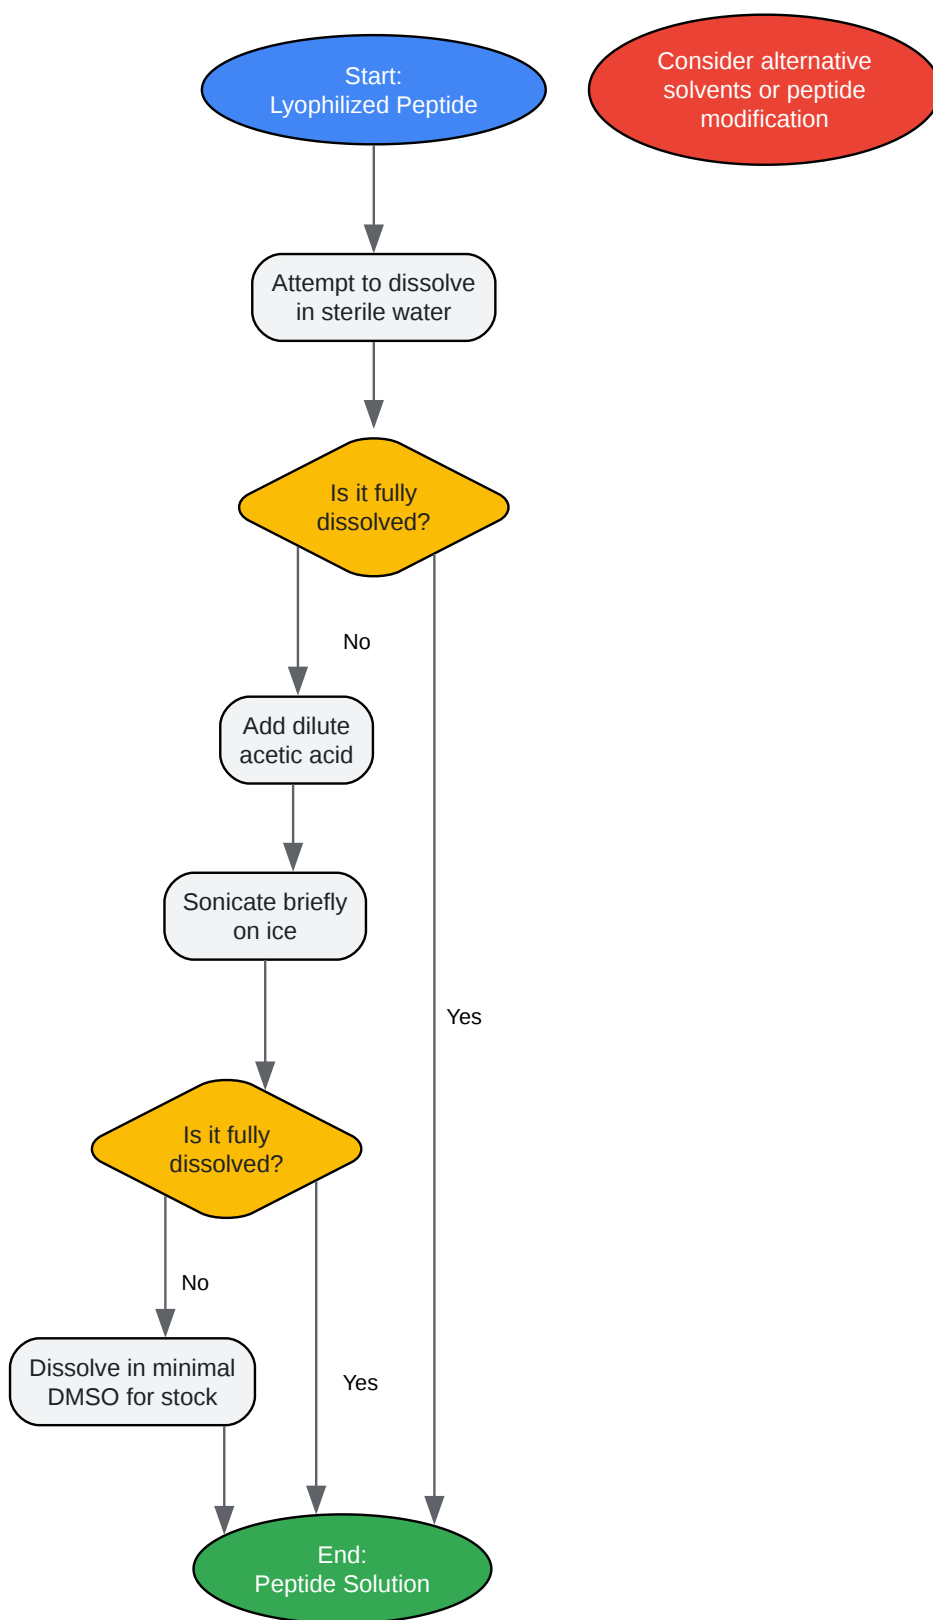 Start:
Lyophilized Peptide
Consider alternative
solvents or peptide
modification
Attempt to dissolve
in sterile water
Is it fully
dissolved?
No
Add dilute
acetic acid
Sonicate briefly
on ice
Yes
Is it fully
dissolved?
No
Dissolve in minimal
DMSO for stock
Yes
End:
Peptide Solution